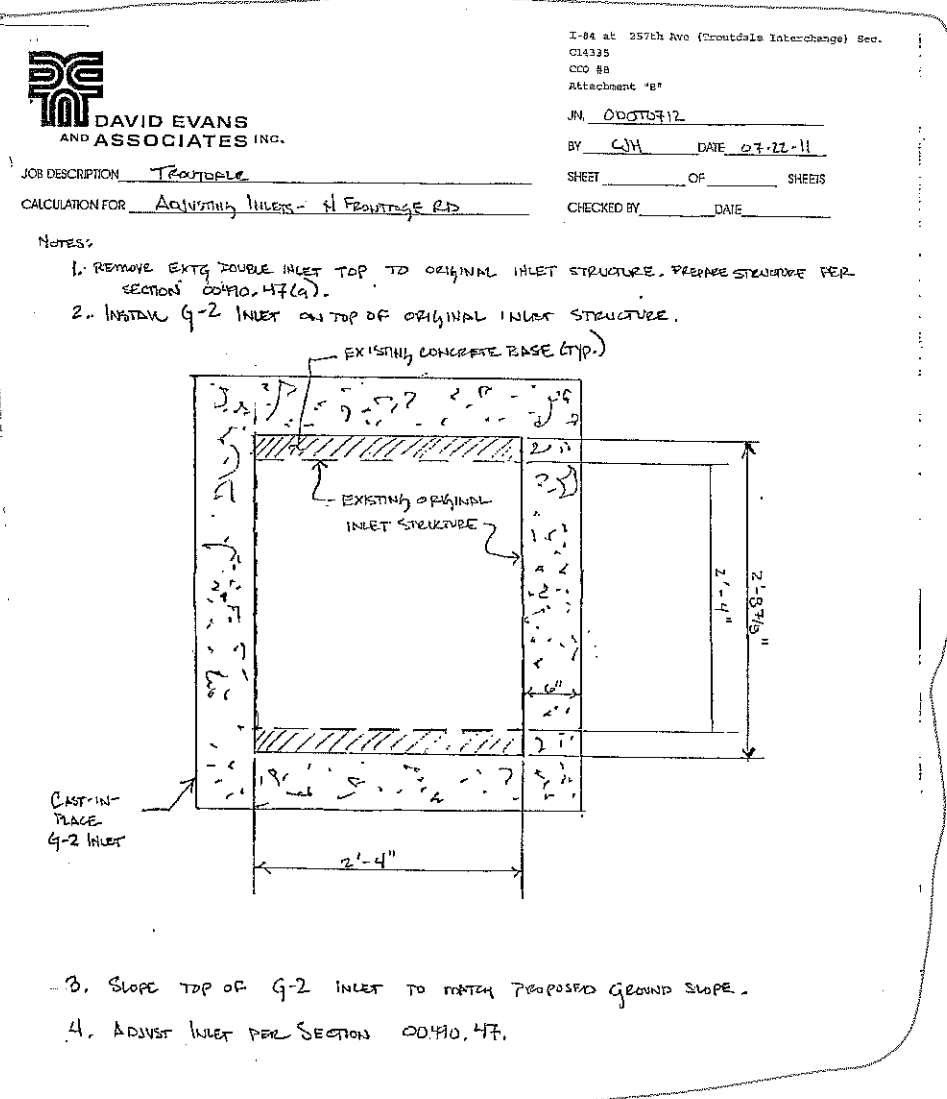 I-84 at 257th Ave (Troutdale Interchange) Sec.
C14335
CCO #8
Attachment "B"
DAVID EVANS
AND ASSOCIATES INC.
JN. ODOT0712
BY CJH DATE 07-22-11
JOB DESCRIPTION TROUTDALE
SHEET OF SHEETS
CALCULATION FOR ADJUSTING INLETS - N FRONTAGE RD
CHECKED BY DATE
NOTES:
1. REMOVE EXTG DOUBLE INLET TOP TO ORIGINAL INLET STRUCTURE. PREPARE STRUCTURE PER
SECTION 00490.47(a).
2. INSTALL G-2 INLET ON TOP OF ORIGINAL INLET STRUCTURE.
EXISTING CONCRETE BASE (TYP.)
EXISTING ORIGINAL
INLET STRUCTURE
2'-4"
2'-8 7/8"
6"
CAST-IN-
PLACE
G-2 INLET
2'-4"
3. SLOPE TOP OF G-2 INLET TO MATCH PROPOSED GROUND SLOPE.
4. ADJUST INLET PER SECTION 00490.47.